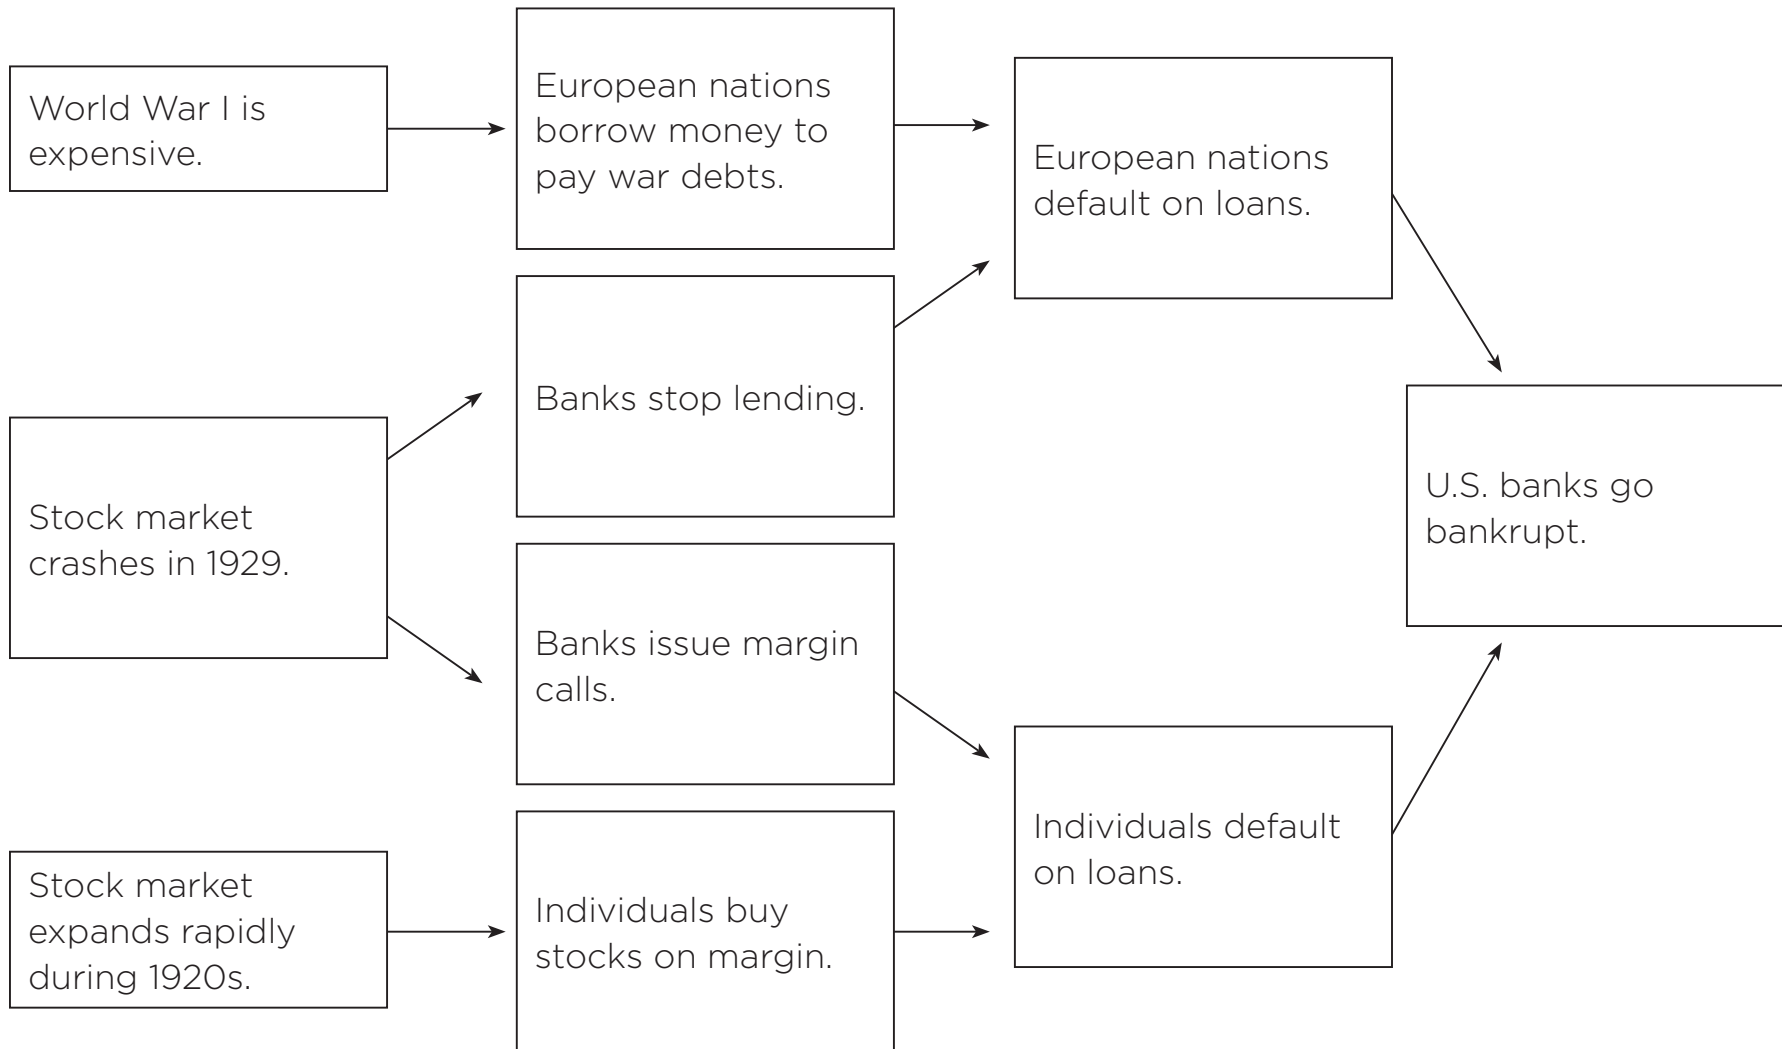 World War I is
expensive.
European nations
borrow money to
pay war debts.
European nations
default on loans.
Banks stop lending.
Stock market
crashes in 1929.
U.S. banks go
bankrupt.
Banks issue margin
calls.
Individuals default
on loans.
Stock market
expands rapidly
during 1920s.
Individuals buy
stocks on margin.